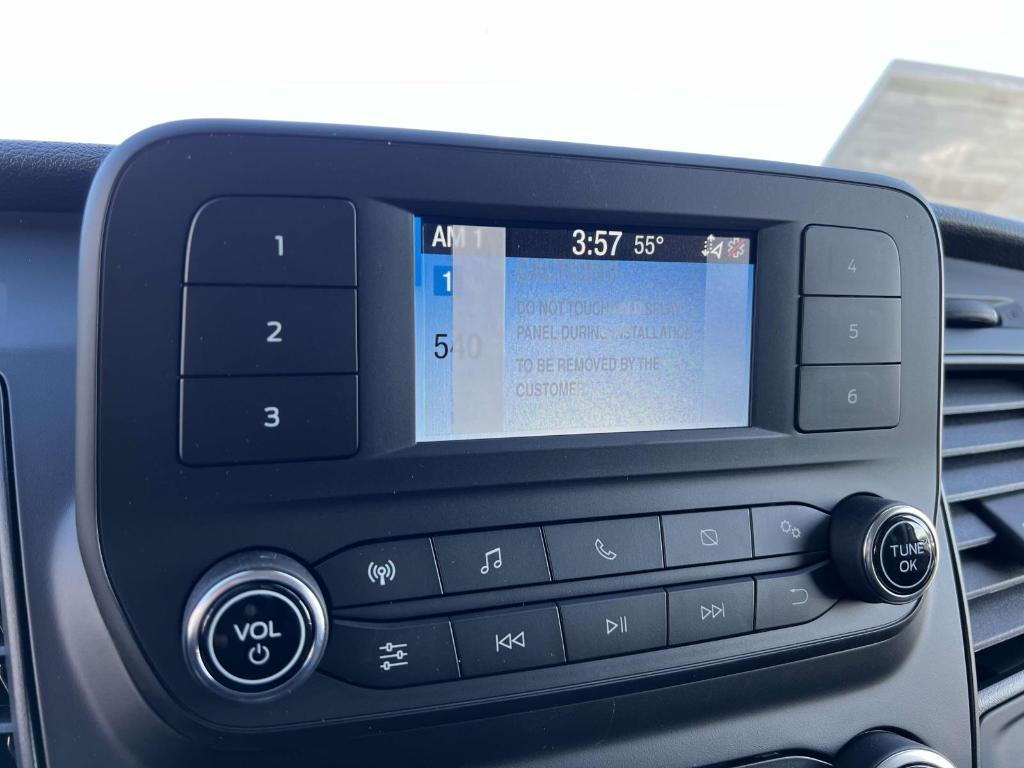 1
2
3
AM 1
3:57 55°
1
540
CAUTION!!
DO NOT TOUCH DISPLAY
PANEL DURING INSTALLATION
TO BE REMOVED BY THE
CUSTOMER
4
5
6
VOL
TUNE
OK